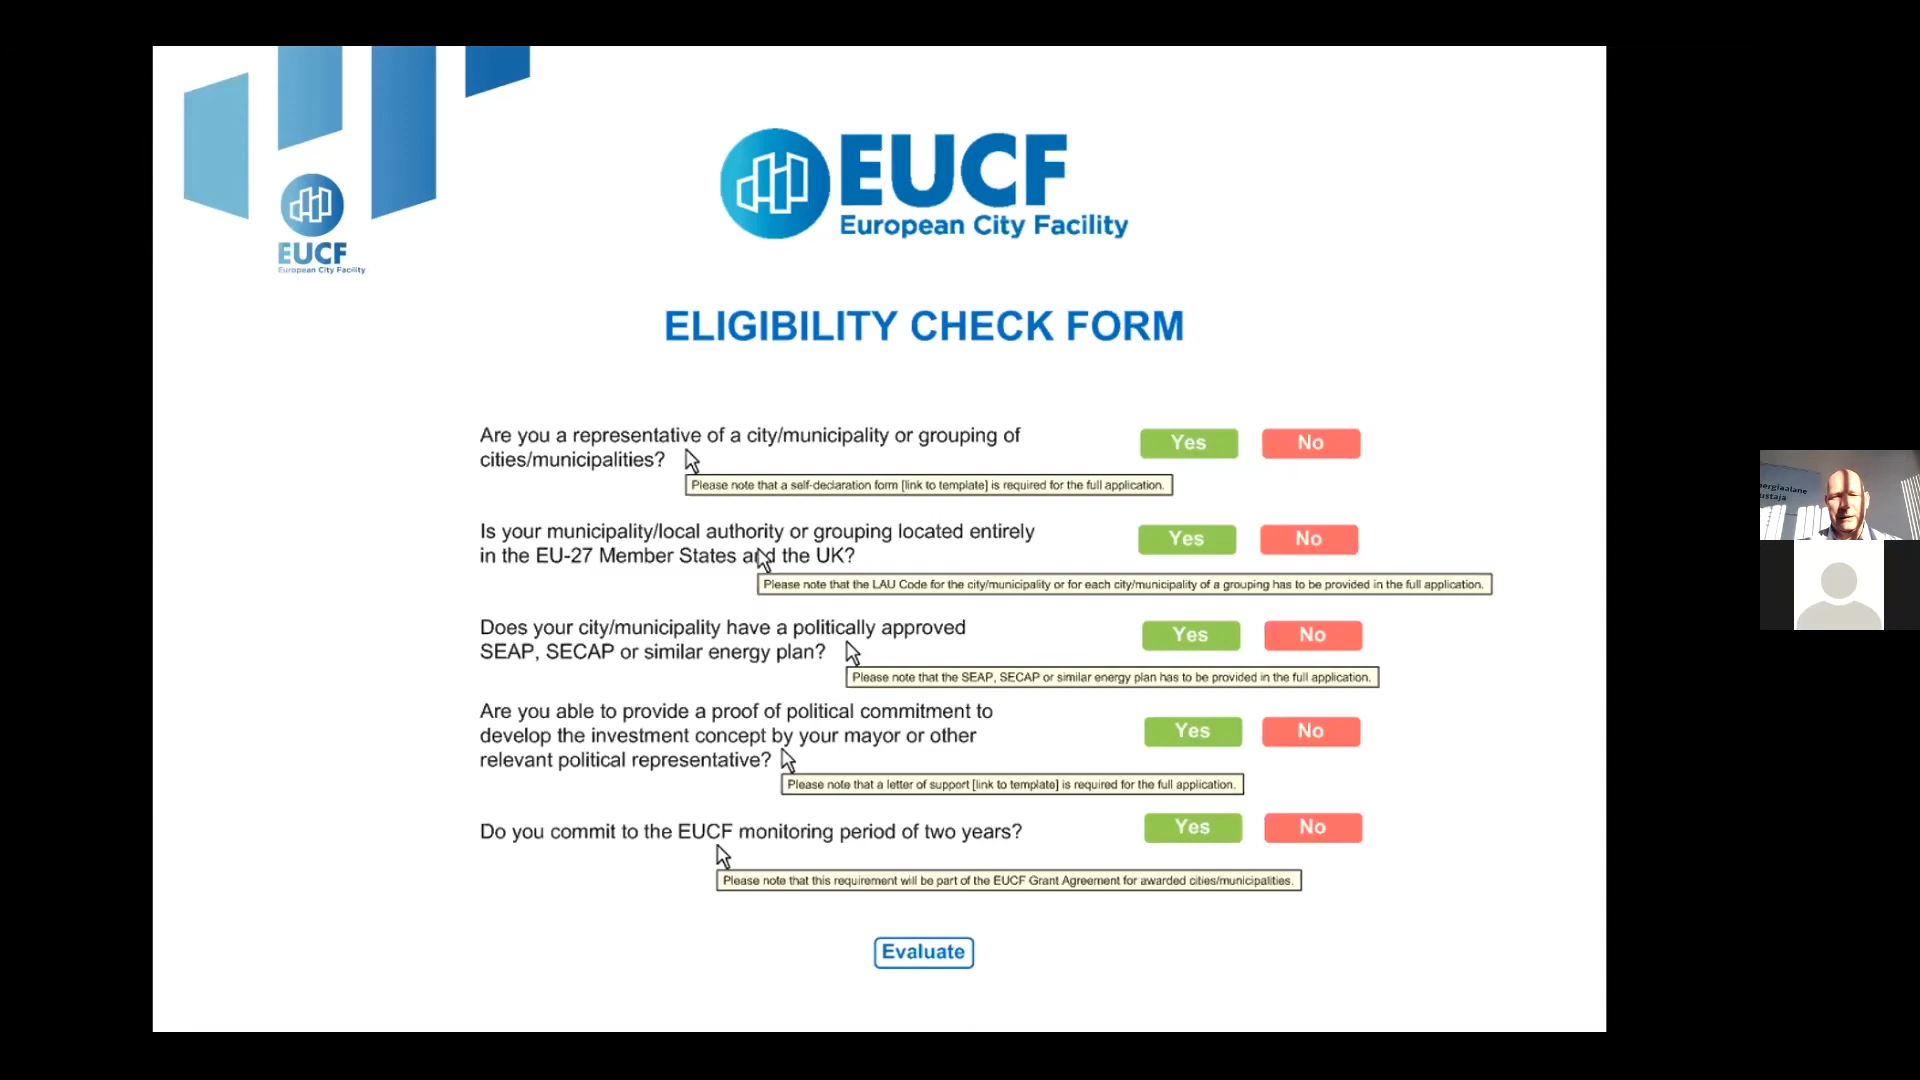 EUCF
European City Facility
EUCF
European City Facility
ELIGIBILITY CHECK FORM
Are you a representative of a city/municipality or grouping of
cities/municipalities?
Yes
No
Please note that a self-declaration form [link to template] is required for the full application.
Is your municipality/local authority or grouping located entirely
in the EU-27 Member States and the UK?
Yes
No
Please note that the LAU Code for the city/municipality or for each city/municipality of a grouping has to be provided in the full application.
Does your city/municipality have a politically approved
SEAP, SECAP or similar energy plan?
Yes
No
Please note that the SEAP, SECAP or similar energy plan has to be provided in the full application.
Are you able to provide a proof of political commitment to
develop the investment concept by your mayor or other
relevant political representative?
Yes
No
Please note that a letter of support [link to template] is required for the full application.
Do you commit to the EUCF monitoring period of two years?
Yes
No
Please note that this requirement will be part of the EUCF Grant Agreement for awarded cities/municipalities.
Evaluate